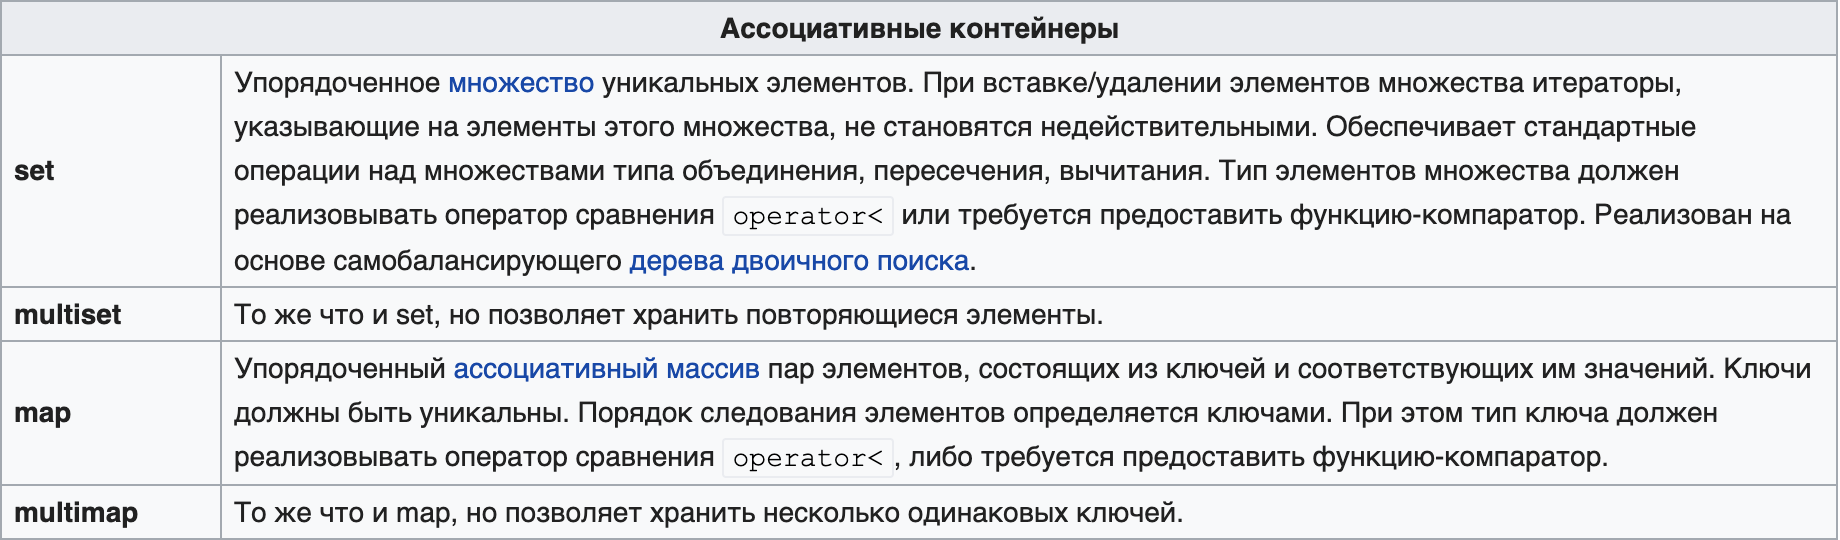 Ассоциативные контейнеры
set
Упорядоченное множество уникальных элементов. При вставке/удалении элементов множества итераторы,
указывающие на элементы этого множества, не становятся недействительными. Обеспечивает стандартные
операции над множествами типа объединения, пересечения, вычитания. Тип элементов множества должен
реализовывать оператор сравнения operator< или требуется предоставить функцию-компаратор. Реализован на
основе самобалансирующего дерева двоичного поиска.
multiset
То же что и set, но позволяет хранить повторяющиеся элементы.
map
Упорядоченный ассоциативный массив пар элементов, состоящих из ключей и соответствующих им значений. Ключи
должны быть уникальны. Порядок следования элементов определяется ключами. При этом тип ключа должен
реализовывать оператор сравнения operator<, либо требуется предоставить функцию-компаратор.
multimap
То же что и map, но позволяет хранить несколько одинаковых ключей.